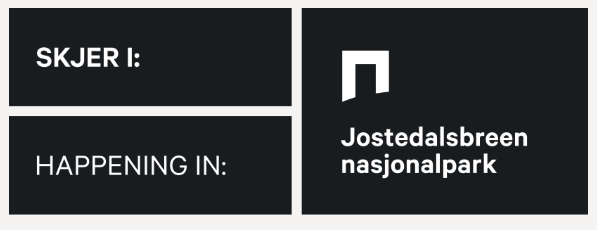 SKJER I:
HAPPENING IN:
Jostedalsbreen
nasjonalpark